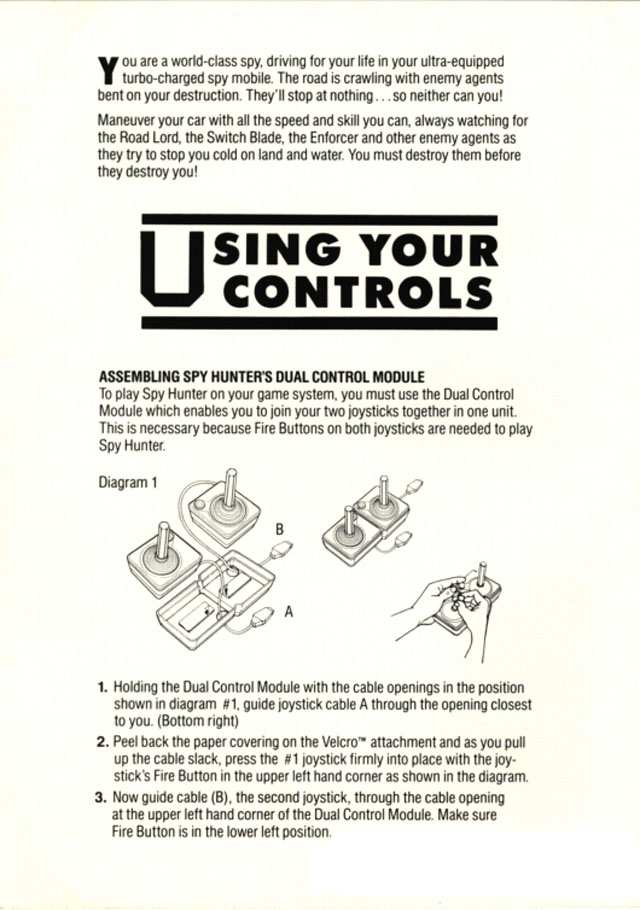 You are a world-class spy, driving for your life in your ultra-equipped
turbo-charged spy mobile. The road is crawling with enemy agents
bent on your destruction. They'll stop at nothing...so neither can you!
Maneuver your car with all the speed and skill you can, always watching for
the Road Lord, the Switch Blade, the Enforcer and other enemy agents as
they try to stop you cold on land and water. You must destroy them before
they destroy you!
USING YOUR
CONTROLS
ASSEMBLING SPY HUNTER'S DUAL CONTROL MODULE
To play Spy Hunter on your game system, you must use the Dual Control
Module which enables you to join your two joysticks together in one unit.
This is necessary because Fire Buttons on both joysticks are needed to play
Spy Hunter.
Diagram 1
B
A
1. Holding the Dual Control Module with the cable openings in the position
shown in diagram #1, guide joystick cable A through the opening closest
to you. (Bottom right)
2. Peel back the paper covering on the Velcro™ attachment and as you pull
up the cable slack, press the #1 joystick firmly into place with the joy-
stick's Fire Button in the upper left hand corner as shown in the diagram.
3. Now guide cable (B), the second joystick, through the cable opening
at the upper left hand corner of the Dual Control Module. Make sure
Fire Button is in the lower left position.